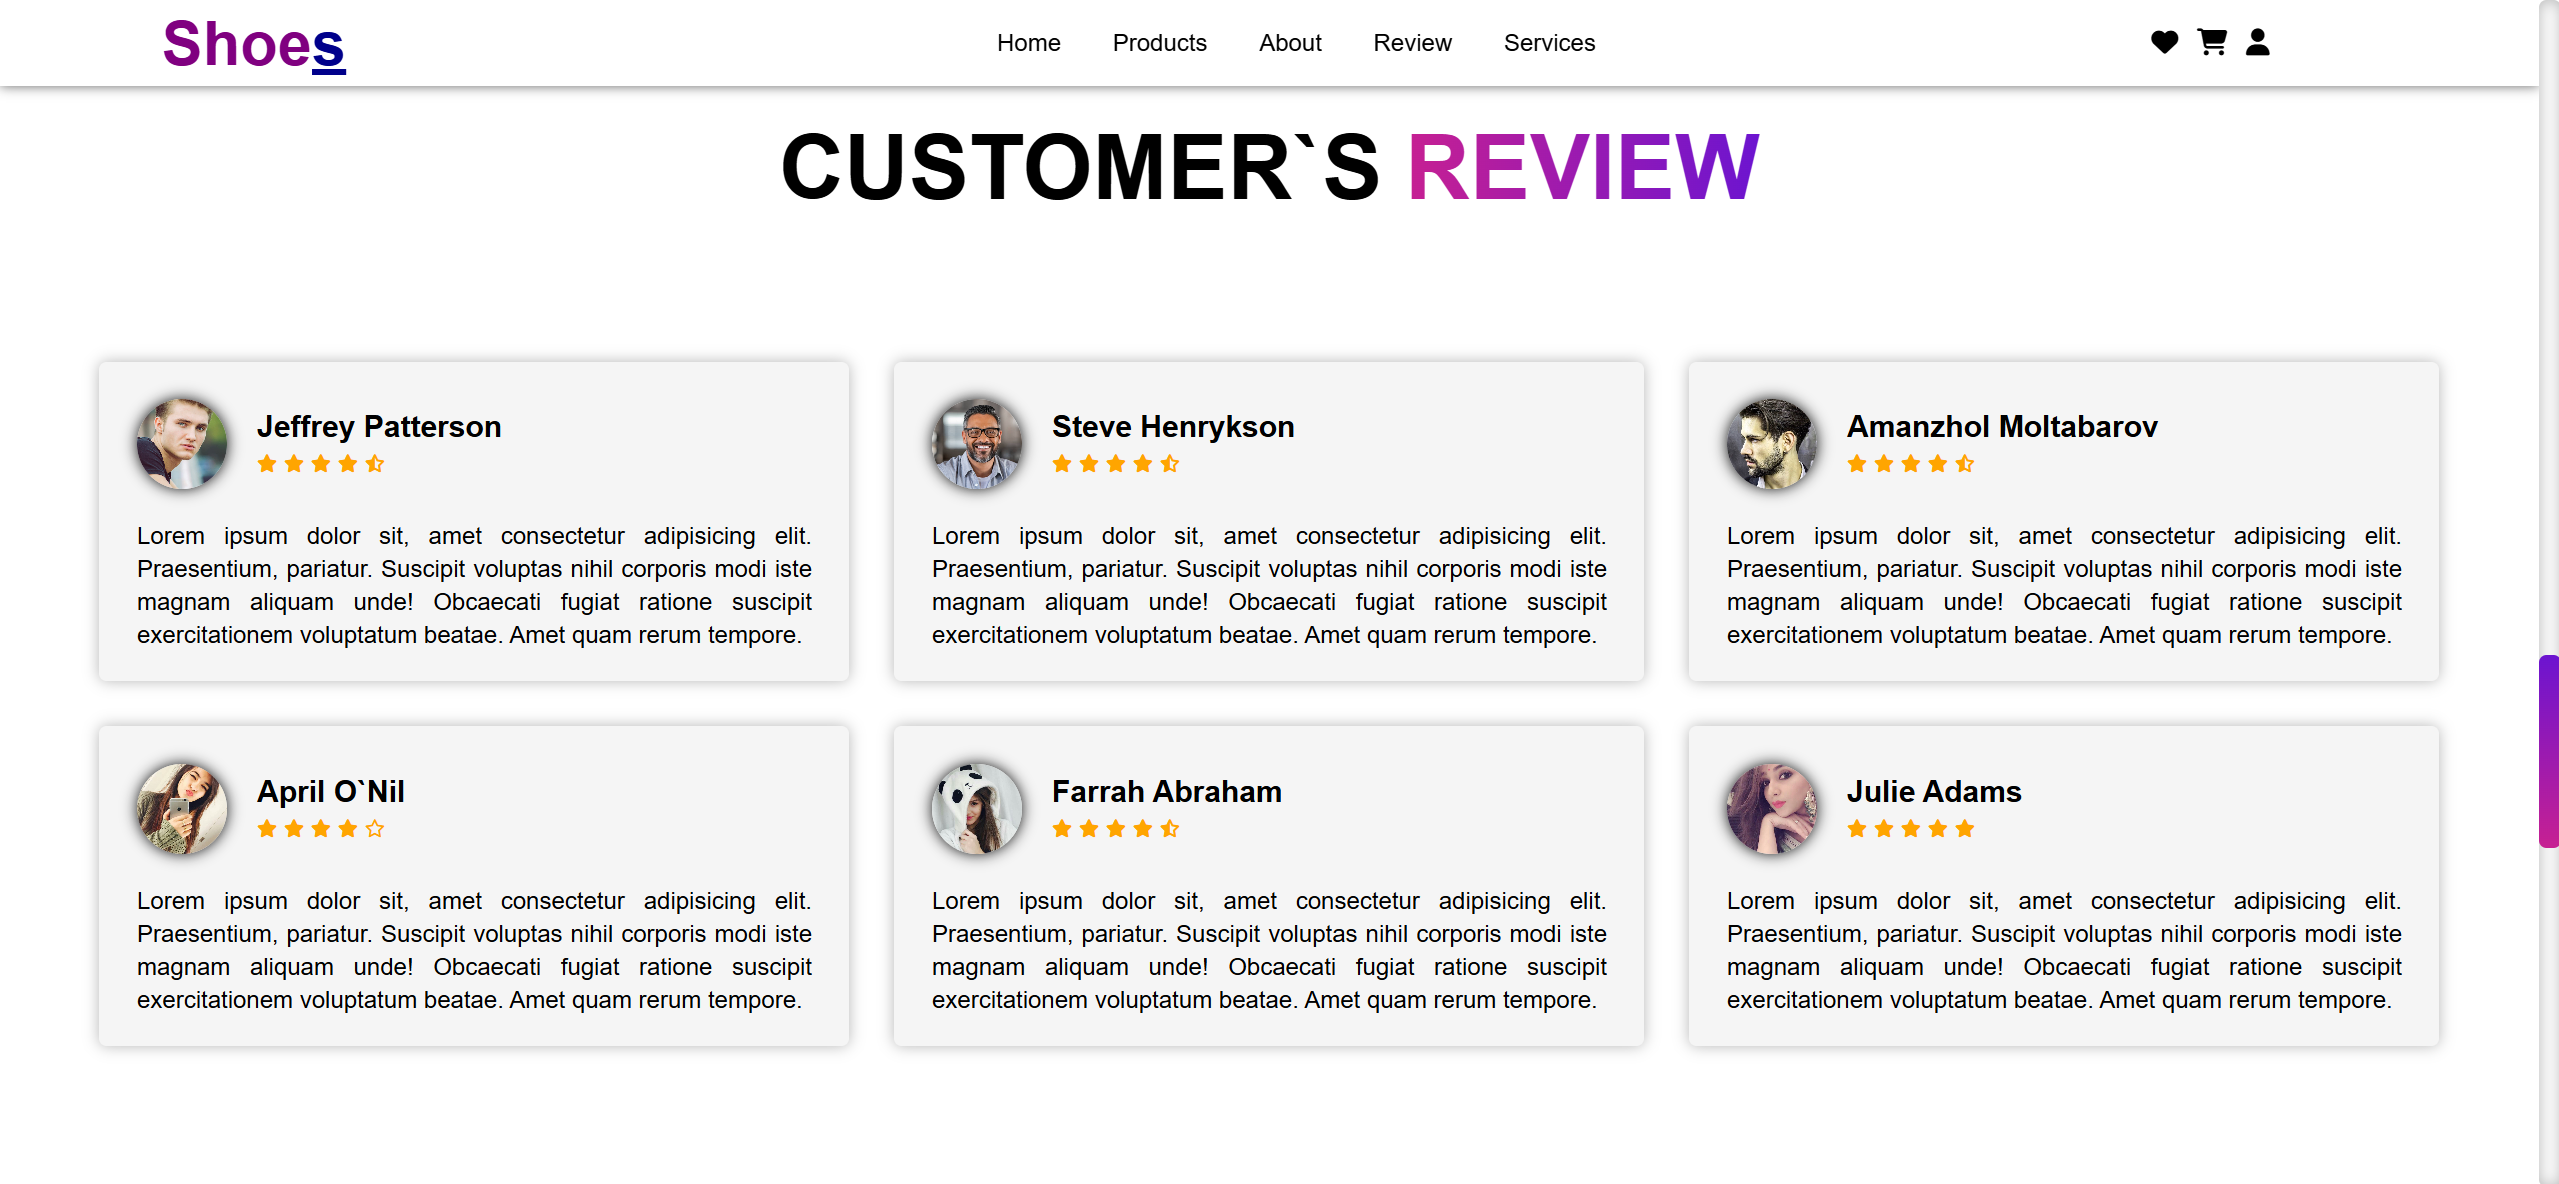 Shoes
Home Products About Review Services
CUSTOMER`S REVIEW
Jeffrey Patterson
Lorem ipsum dolor sit, amet consectetur adipisicing elit.
Praesentium, pariatur. Suscipit voluptas nihil corporis modi iste
magnam aliquam unde! Obcaecati fugiat ratione suscipit
exercitationem voluptatum beatae. Amet quam rerum tempore.
Steve Henrykson
Lorem ipsum dolor sit, amet consectetur adipisicing elit.
Praesentium, pariatur. Suscipit voluptas nihil corporis modi iste
magnam aliquam unde! Obcaecati fugiat ratione suscipit
exercitationem voluptatum beatae. Amet quam rerum tempore.
Amanzhol Moltabarov
Lorem ipsum dolor sit, amet consectetur adipisicing elit.
Praesentium, pariatur. Suscipit voluptas nihil corporis modi iste
magnam aliquam unde! Obcaecati fugiat ratione suscipit
exercitationem voluptatum beatae. Amet quam rerum tempore.
April O`Nil
Lorem ipsum dolor sit, amet consectetur adipisicing elit.
Praesentium, pariatur. Suscipit voluptas nihil corporis modi iste
magnam aliquam unde! Obcaecati fugiat ratione suscipit
exercitationem voluptatum beatae. Amet quam rerum tempore.
Farrah Abraham
Lorem ipsum dolor sit, amet consectetur adipisicing elit.
Praesentium, pariatur. Suscipit voluptas nihil corporis modi iste
magnam aliquam unde! Obcaecati fugiat ratione suscipit
exercitationem voluptatum beatae. Amet quam rerum tempore.
Julie Adams
Lorem ipsum dolor sit, amet consectetur adipisicing elit.
Praesentium, pariatur. Suscipit voluptas nihil corporis modi iste
magnam aliquam unde! Obcaecati fugiat ratione suscipit
exercitationem voluptatum beatae. Amet quam rerum tempore.